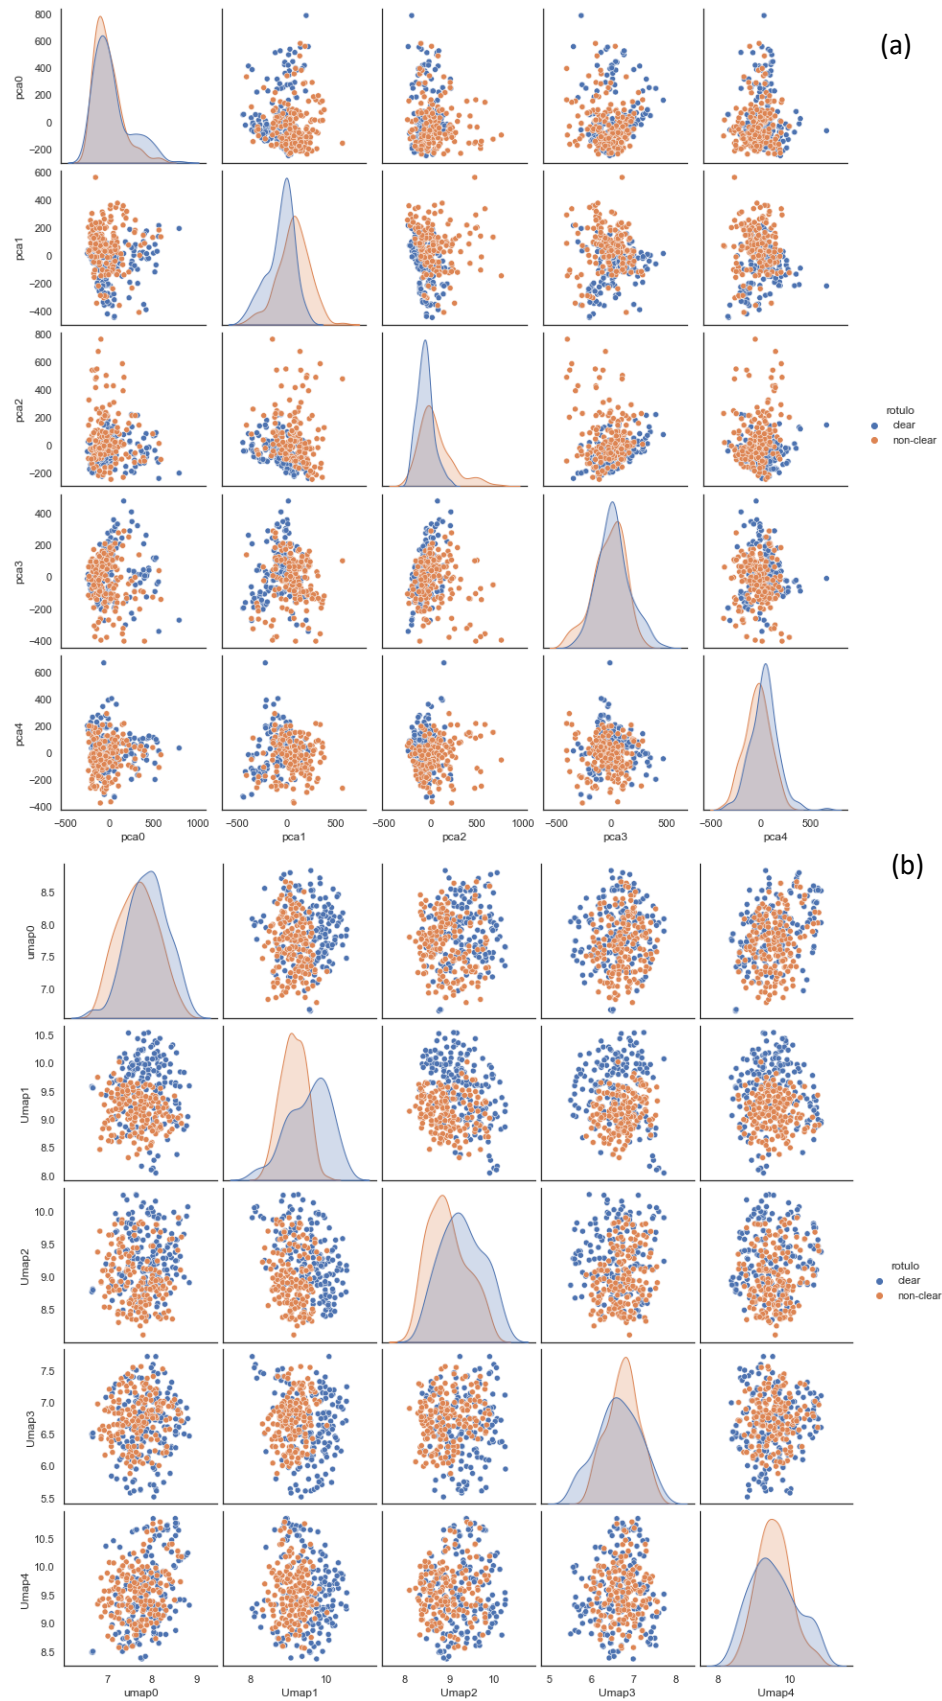 (a)
800
600
400
200
0
−200
pca0
600
400
200
0
−200
−400
pca1
800
600
400
200
0
−200
pca2
rotulo
clear
non-clear
400
200
0
−200
−400
pca3
600
400
200
0
−200
−400
pca4
−500 0 500 1000 −500 0 500 0 500 1000 −500 0 500 −500 0 500
pca0 pca1 pca2 pca3 pca4
(b)
8.5
8.0
7.5
7.0
umap0
10.5
10.0
9.5
9.0
8.5
8.0
Umap1
10.0
9.5
9.0
8.5
Umap2
rotulo
clear
non-clear
7.5
7.0
6.5
6.0
5.5
Umap3
10.5
10.0
9.5
9.0
8.5
Umap4
7 8 9 8 10 8 9 10 5 6 7 8 8 10
umap0 Umap1 Umap2 Umap3 Umap4